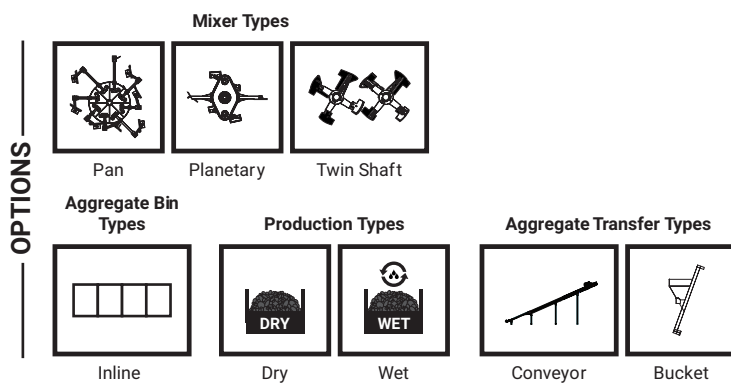 Mixer Types
OPTIONS
Pan
Planetary
Twin Shaft
Aggregate Bin
Types
Production Types
Aggregate Transfer Types
DRY
WET
Inline
Dry
Wet
Conveyor
Bucket